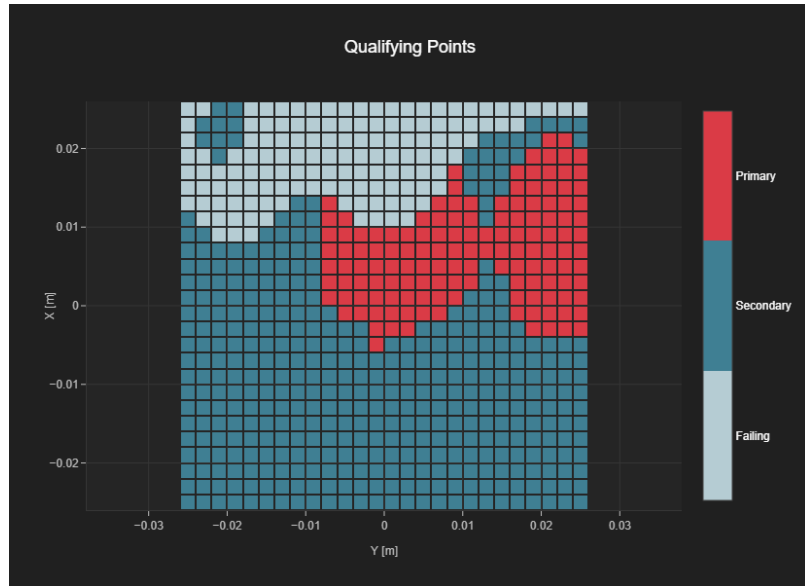 Qualifying Points
0.02
0.01
0
−0.01
−0.02
X [m]
−0.03
−0.02
−0.01
0
0.01
0.02
0.03
Y [m]
Primary
Secondary
Failing